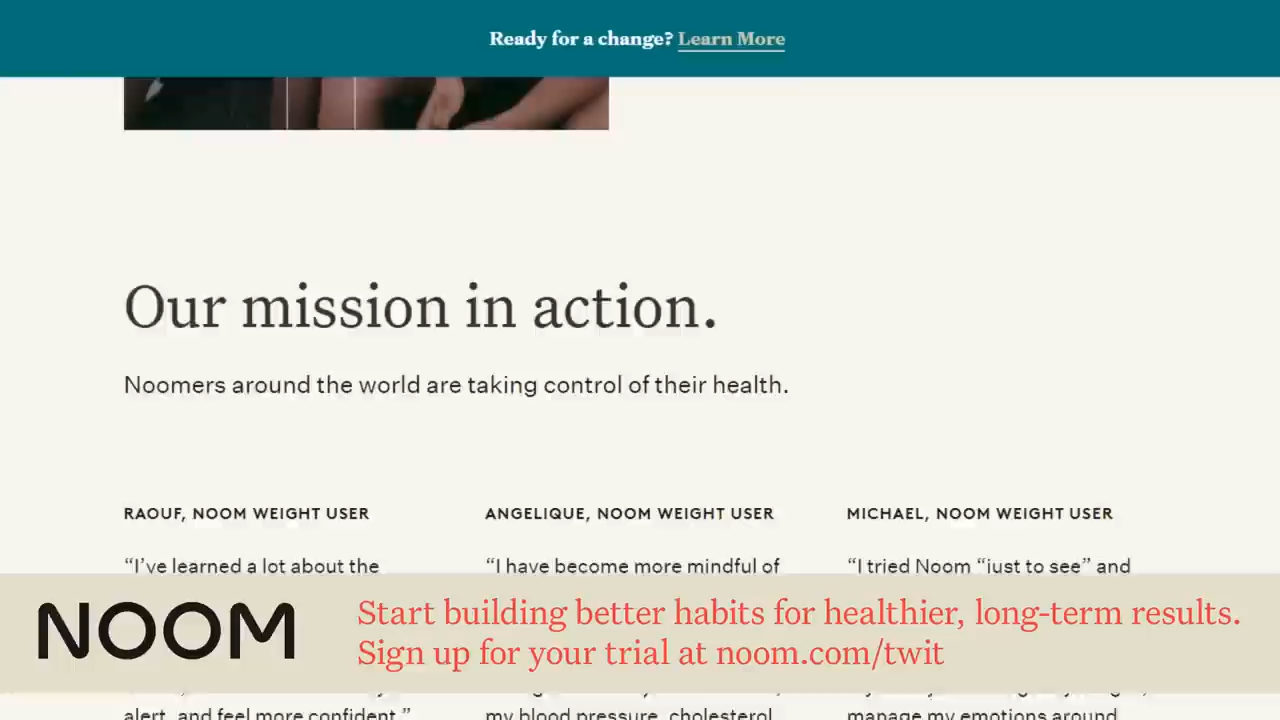 Ready for a change? Learn More
Our mission in action.
Noomers around the world are taking control of their health.
RAOUF, NOOM WEIGHT USER
ANGELIQUE, NOOM WEIGHT USER
MICHAEL, NOOM WEIGHT USER
“I’ve learned a lot about the
“I have become more mindful of
“I tried Noom “just to see” and
NOOM
Start building better habits for healthier, long-term results.
Sign up for your trial at noom.com/twit
alert, and feel more confident.”
my blood pressure, cholesterol
manage my emotions around